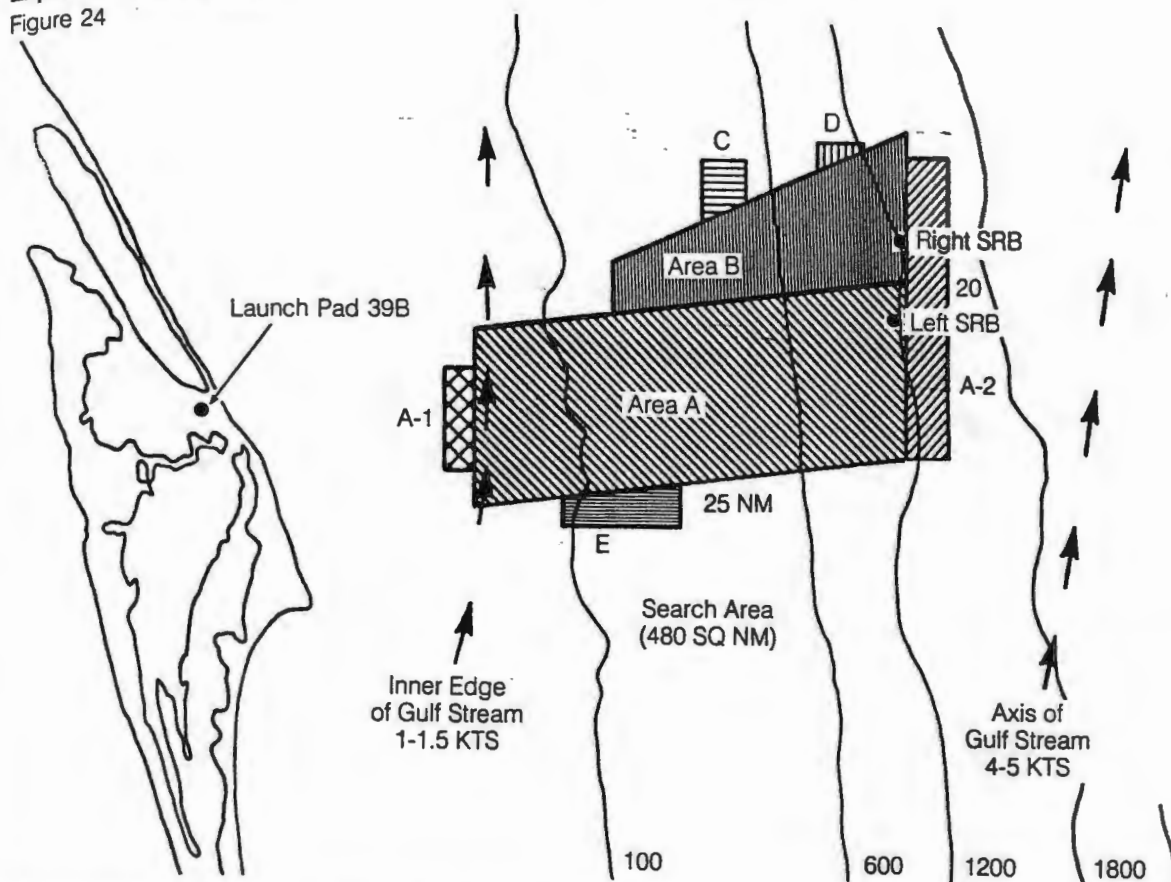 Figure 24
C
D
Right SRB
Area B
20
Launch Pad 39B
Left SRB
A-1
Area A
A-2
25 NM
E
Search Area
(480 SQ NM)
Inner Edge
of Gulf Stream
1-1.5 KTS
Axis of
Gulf Stream
4-5 KTS
100
600
1200
1800